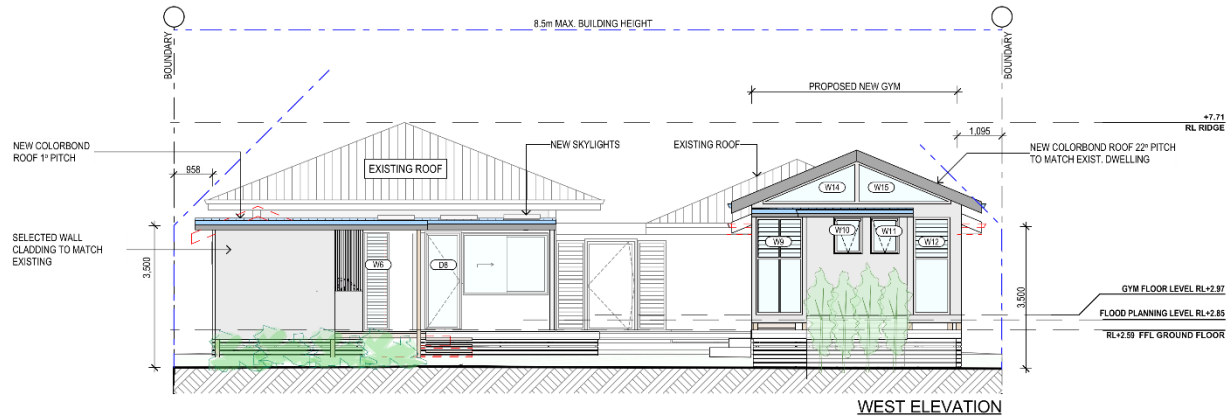 8.5m MAX. BUILDING HEIGHT
BOUNDARY
BOUNDARY
PROPOSED NEW GYM
+7.71
RL RIDGE
1,095
NEW COLORBOND
ROOF 1º PITCH
NEW SKYLIGHTS
EXISTING ROOF
NEW COLORBOND ROOF 22º PITCH
TO MATCH EXIST. DWELLING
958
EXISTING ROOF
W14
W15
SELECTED WALL
CLADDING TO MATCH
EXISTING
W6
D8
W9
W10
W11
W12
3,500
3,500
GYM FLOOR LEVEL RL+2.97
FLOOD PLANNING LEVEL RL+2.85
RL+2.59 FFL GROUND FLOOR
WEST ELEVATION